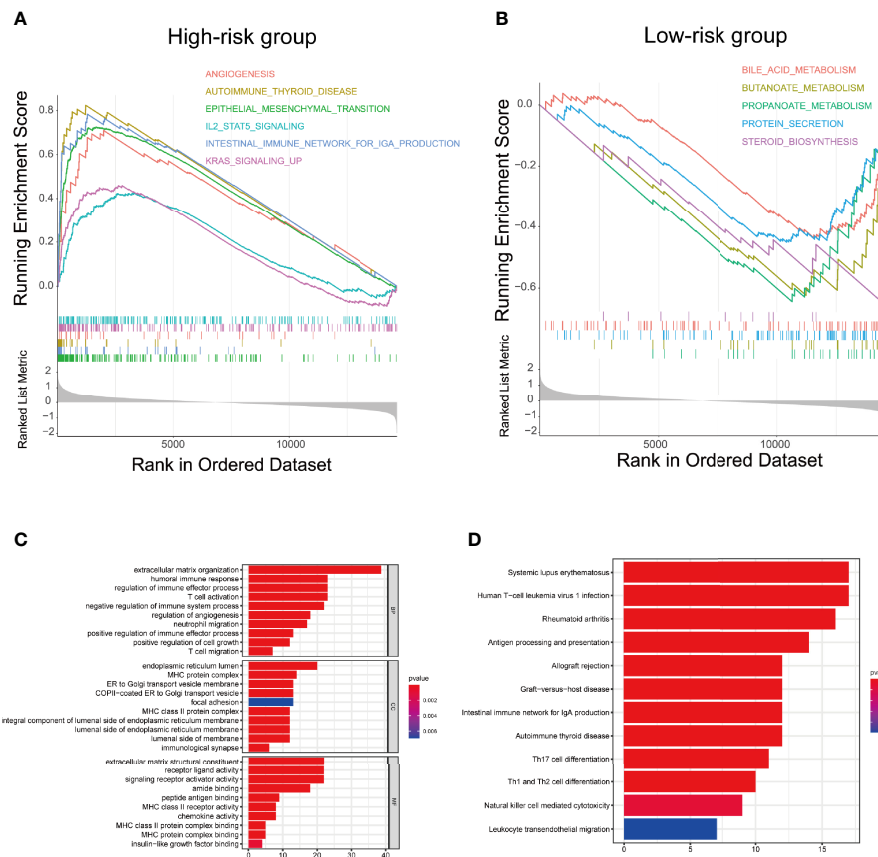 A
High-risk group
Running Enrichment Score
0.8
0.6
0.4
0.2
0.0
ANGIOGENESIS
AUTOIMMUNE_THYROID_DISEASE
EPITHELIAL_MESENCHYMAL_TRANSITION
IL2_STAT5_SIGNALING
INTESTINAL_IMMUNE_NETWORK_FOR_IGA_PRODUCTION
KRAS_SIGNALING_UP
Ranked List Metric
2
1
0
−1
−2
5000
10000
Rank in Ordered Dataset
B
Low-risk group
Running Enrichment Score
0.0
−0.2
−0.4
−0.6
BILE_ACID_METABOLISM
BUTANOATE_METABOLISM
PROPANOATE_METABOLISM
PROTEIN_SECRETION
STEROID_BIOSYNTHESIS
Ranked List Metric
2
1
0
−1
−2
5000
10000
Rank in Ordered Dataset
C
extracellular matrix organization
humoral immune response
regulation of immune effector process
T cell activation
negative regulation of immune system process
regulation of angiogenesis
neutrophil migration
positive regulation of immune effector process
positive regulation of cell growth
T cell migration
BP
endoplasmic reticulum lumen
MHC protein complex
ER to Golgi transport vesicle membrane
COPII-coated ER to Golgi transport vesicle
focal adhesion
MHC class II protein complex
integral component of lumenal side of endoplasmic reticulum membrane
lumenal side of endoplasmic reticulum membrane
lumenal side of membrane
immunological synapse
CC
extracellular matrix structural constituent
receptor ligand activity
signaling receptor activator activity
amide binding
peptide antigen binding
MHC class II receptor activity
chemokine activity
MHC class II protein complex binding
MHC protein complex binding
insulin-like growth factor binding
MF
0
10
20
30
40
pvalue
0.002
0.004
0.006
D
Systemic lupus erythematosus
Human T-cell leukemia virus 1 infection
Rheumatoid arthritis
Antigen processing and presentation
Allograft rejection
Graft-versus-host disease
Intestinal immune network for IgA production
Autoimmune thyroid disease
Th17 cell differentiation
Th1 and Th2 cell differentiation
Natural killer cell mediated cytotoxicity
Leukocyte transendothelial migration
0
5
10
15